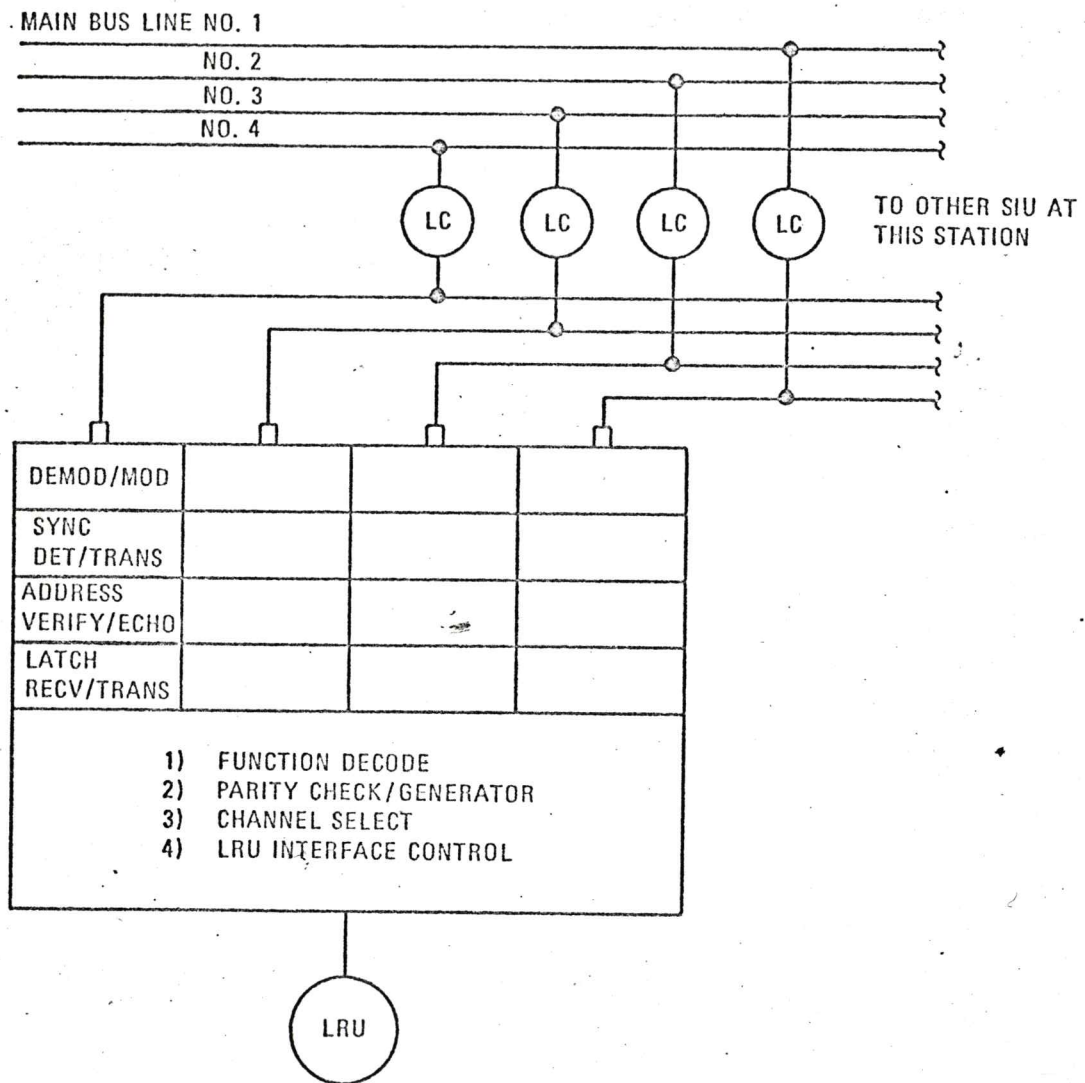 MAIN BUS LINE NO. 1
NO. 2
NO. 3
NO. 4
LC LC LC LC
TO OTHER SIU AT
THIS STATION
DEMOD/MOD
SYNC
DET/TRANS
ADDRESS
VERIFY/ECHO
LATCH
RECV/TRANS
1) FUNCTION DECODE
2) PARITY CHECK/GENERATOR
3) CHANNEL SELECT
4) LRU INTERFACE CONTROL
LRU